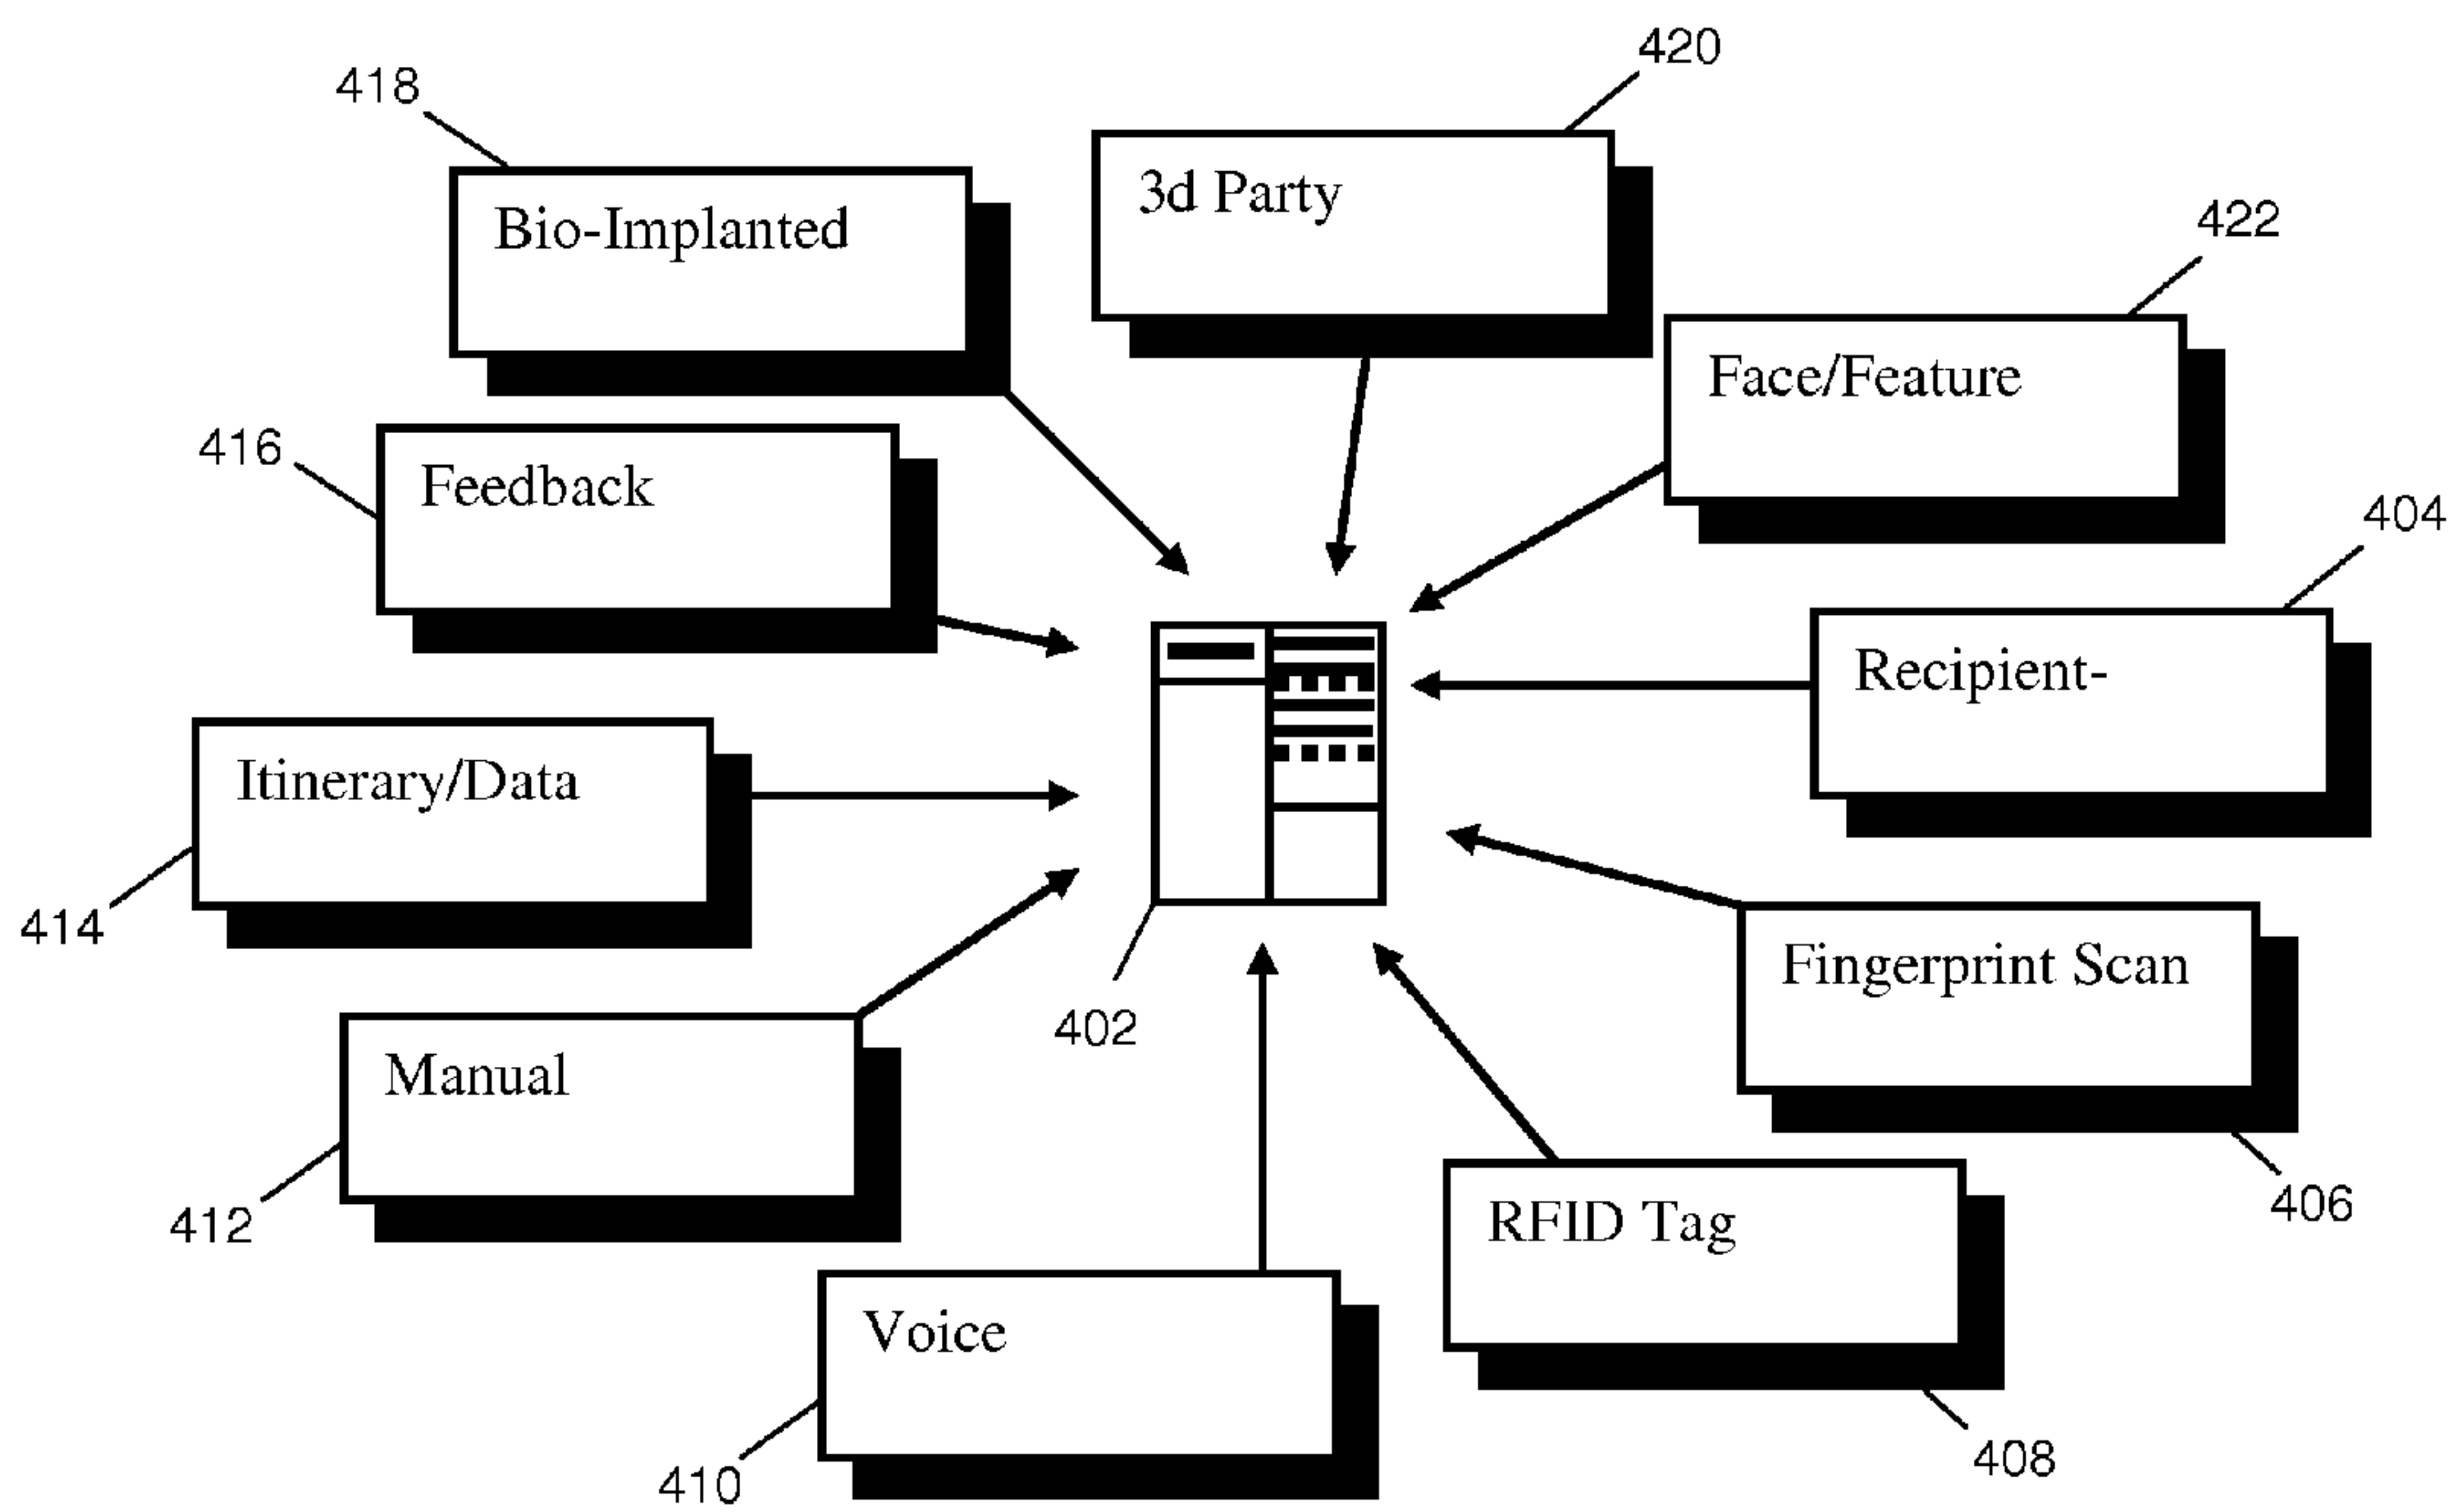 420
418
3d Party
Bio-Implanted
422
Face/Feature
416
Feedback
404
Recipient-
Itinerary/Data
414
Fingerprint Scan
402
Manual
406
412
RFID Tag
Voice
408
410